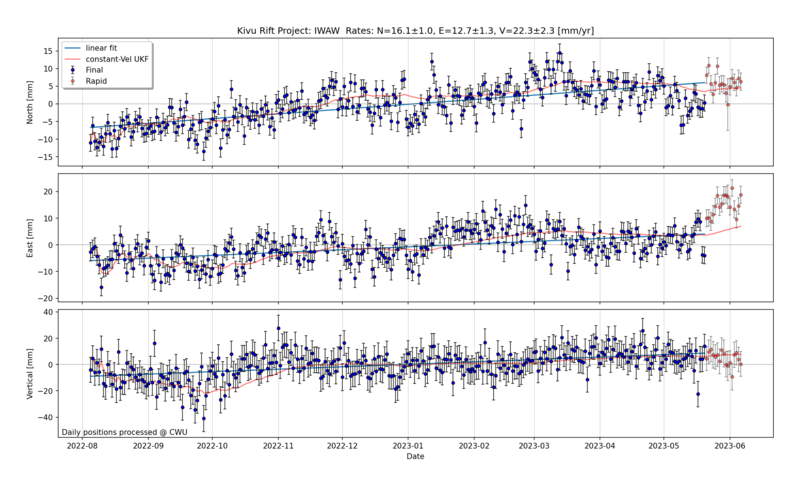 Kivu Rift Project: IWAW  Rates: N=16.1±1.0, E=12.7±1.3, V=22.3±2.3 [mm/yr]
linear fit
constant-Vel UKF
Final
Rapid
North [mm]
15
10
5
0
−5
−10
−15
East [mm]
20
10
0
−10
−20
Vertical [mm]
40
20
0
−20
−40
Daily positions processed @ CWU
2022-08 2022-09 2022-10 2022-11 2022-12 2023-01 2023-02 2023-03 2023-04 2023-05 2023-06
Date